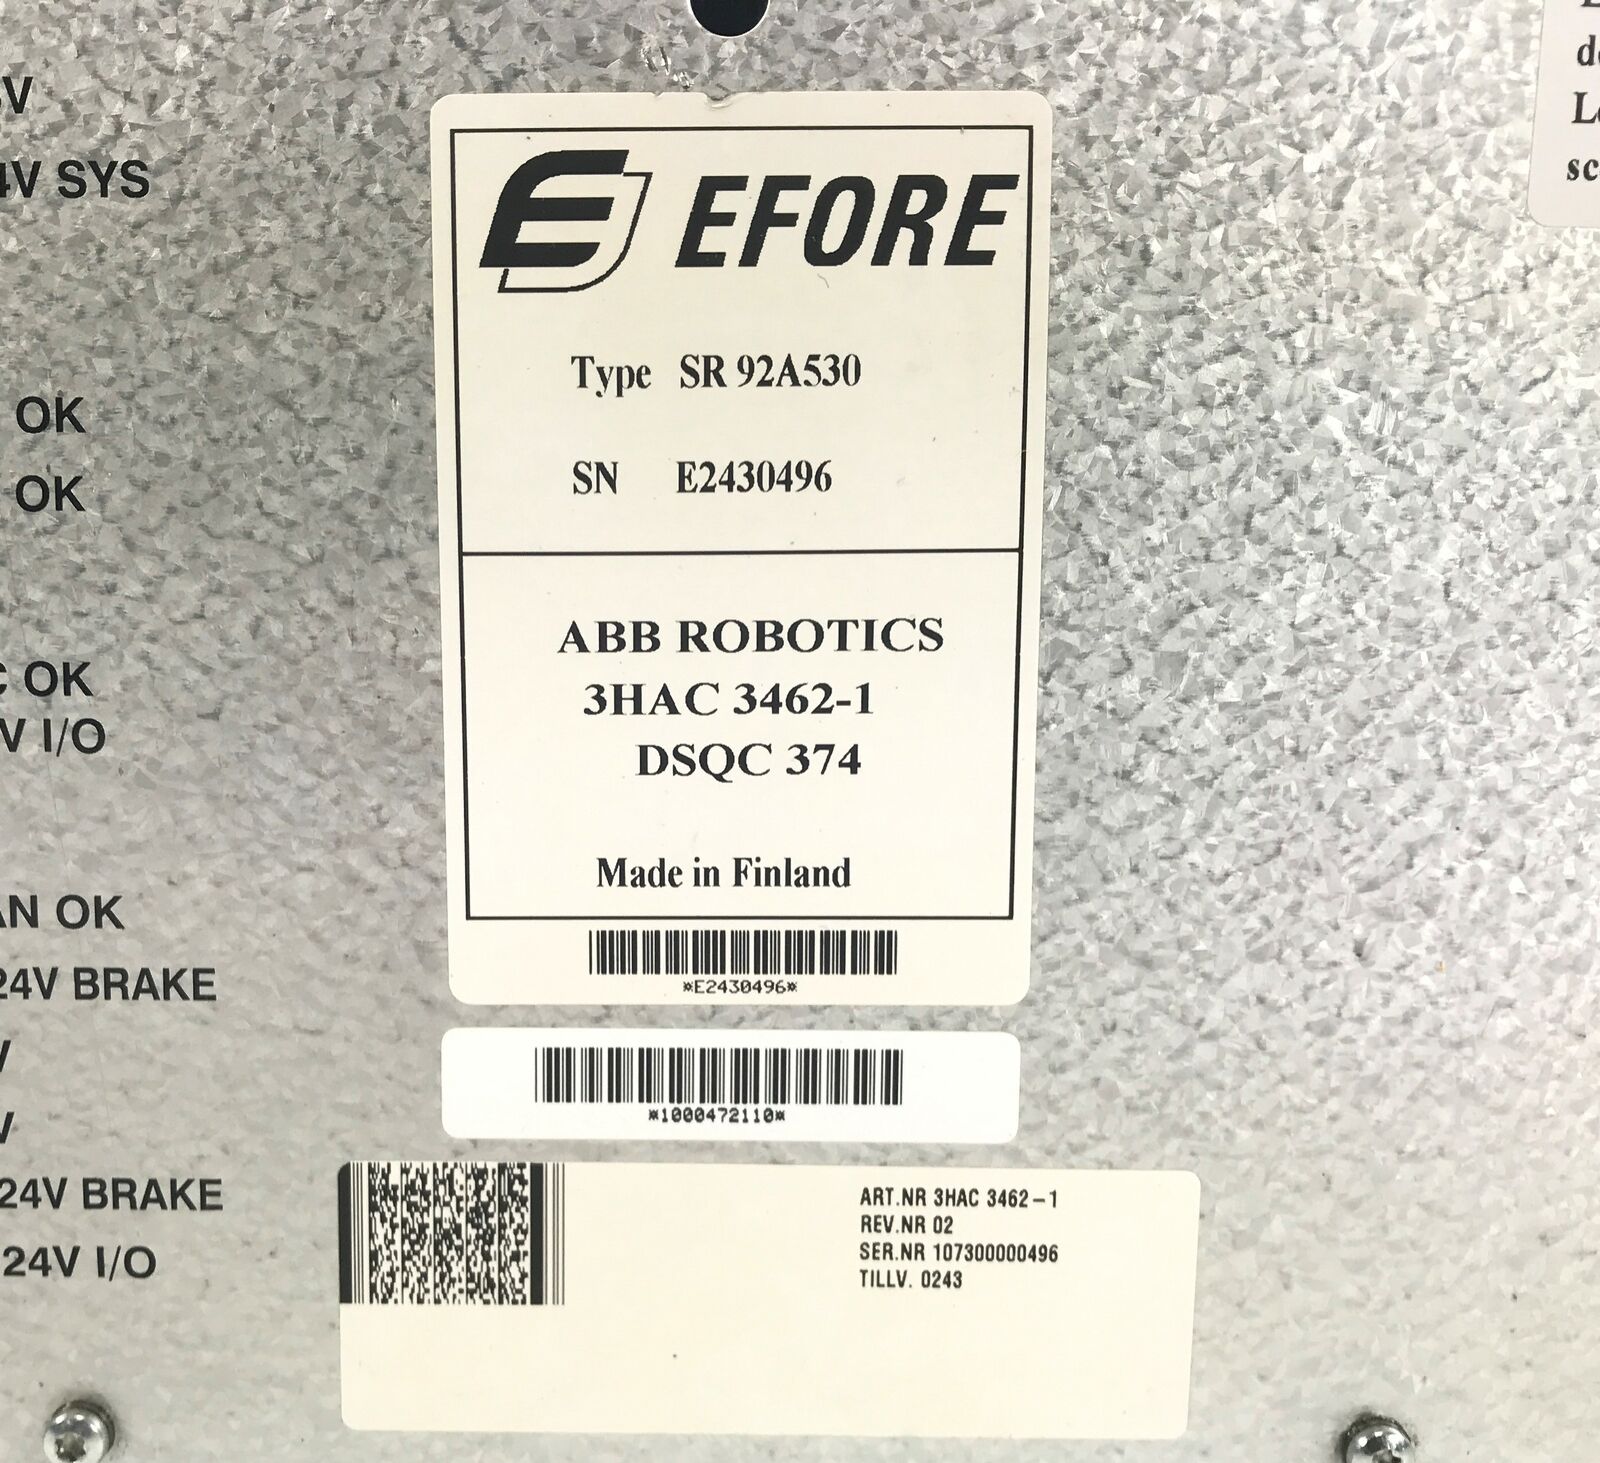 V SYS
OK
OK
OK
V I/O
OK
24V BRAKE
24V BRAKE
24V I/O
EFORE
Type SR 92A530
SN E2430496
ABB ROBOTICS
3HAC 3462-1
DSQC 374
Made in Finland
*E2430496*
*1000472110*
ART.NR 3HAC 3462-1
REV.NR 02
SER.NR 107300000496
TILLV. 0243